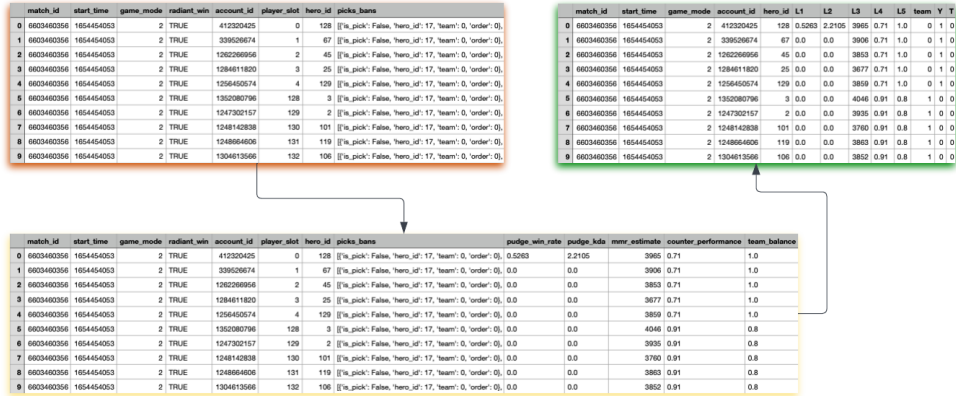 match_id start_time game_mode radiant_win account_id player_slot hero_id picks_bans
0 6603460356 1654454053 2 TRUE 412320425 0 128 [{'is_pick': False, 'hero_id': 17, 'team': 0, 'order': 0},
1 6603460356 1654454053 2 TRUE 339526674 1 67 [{'is_pick': False, 'hero_id': 17, 'team': 0, 'order': 0},
2 6603460356 1654454053 2 TRUE 1262266956 2 45 [{'is_pick': False, 'hero_id': 17, 'team': 0, 'order': 0},
3 6603460356 1654454053 2 TRUE 1284611820 3 25 [{'is_pick': False, 'hero_id': 17, 'team': 0, 'order': 0},
4 6603460356 1654454053 2 TRUE 1256450574 4 129 [{'is_pick': False, 'hero_id': 17, 'team': 0, 'order': 0},
5 6603460356 1654454053 2 TRUE 1352080796 128 3 [{'is_pick': False, 'hero_id': 17, 'team': 0, 'order': 0},
6 6603460356 1654454053 2 TRUE 1247302157 129 2 [{'is_pick': False, 'hero_id': 17, 'team': 0, 'order': 0},
7 6603460356 1654454053 2 TRUE 1248142838 130 101 [{'is_pick': False, 'hero_id': 17, 'team': 0, 'order': 0},
8 6603460356 1654454053 2 TRUE 1248664606 131 119 [{'is_pick': False, 'hero_id': 17, 'team': 0, 'order': 0},
9 6603460356 1654454053 2 TRUE 1304613566 132 106 [{'is_pick': False, 'hero_id': 17, 'team': 0, 'order': 0},
match_id start_time game_mode account_id hero_id L1 L2 L3 L4 L5 team Y T
0 6603460356 1654454053 2 412320425 128 0.5263 2.2105 3965 0.71 1.0 0 1 0
1 6603460356 1654454053 2 339526674 67 0.0 0.0 3906 0.71 1.0 0 1 0
2 6603460356 1654454053 2 1262266956 45 0.0 0.0 3853 0.71 1.0 0 1 0
3 6603460356 1654454053 2 1284611820 25 0.0 0.0 3677 0.71 1.0 0 1 0
4 6603460356 1654454053 2 1256450574 129 0.0 0.0 3859 0.71 1.0 0 1 0
5 6603460356 1654454053 2 1352080796 3 0.0 0.0 4046 0.91 0.8 1 0 0
6 6603460356 1654454053 2 1247302157 2 0.0 0.0 3935 0.91 0.8 1 0 0
7 6603460356 1654454053 2 1248142838 101 0.0 0.0 3760 0.91 0.8 1 0 0
8 6603460356 1654454053 2 1248664606 119 0.0 0.0 3863 0.91 0.8 1 0 0
9 6603460356 1654454053 2 1304613566 106 0.0 0.0 3852 0.91 0.8 1 0 0
match_id start_time game_mode radiant_win account_id player_slot hero_id picks_bans pudge_win_rate pudge_kda mmr_estimate counter_performance team_balance
0 6603460356 1654454053 2 TRUE 412320425 0 128 [{'is_pick': False, 'hero_id': 17, 'team': 0, 'order': 0}, 0.5263 2.2105 3965 0.71 1.0
1 6603460356 1654454053 2 TRUE 339526674 1 67 [{'is_pick': False, 'hero_id': 17, 'team': 0, 'order': 0}, 0.0 0.0 3906 0.71 1.0
2 6603460356 1654454053 2 TRUE 1262266956 2 45 [{'is_pick': False, 'hero_id': 17, 'team': 0, 'order': 0}, 0.0 0.0 3853 0.71 1.0
3 6603460356 1654454053 2 TRUE 1284611820 3 25 [{'is_pick': False, 'hero_id': 17, 'team': 0, 'order': 0}, 0.0 0.0 3677 0.71 1.0
4 6603460356 1654454053 2 TRUE 1256450574 4 129 [{'is_pick': False, 'hero_id': 17, 'team': 0, 'order': 0}, 0.0 0.0 3859 0.71 1.0
5 6603460356 1654454053 2 TRUE 1352080796 128 3 [{'is_pick': False, 'hero_id': 17, 'team': 0, 'order': 0}, 0.0 0.0 4046 0.91 0.8
6 6603460356 1654454053 2 TRUE 1247302157 129 2 [{'is_pick': False, 'hero_id': 17, 'team': 0, 'order': 0}, 0.0 0.0 3935 0.91 0.8
7 6603460356 1654454053 2 TRUE 1248142838 130 101 [{'is_pick': False, 'hero_id': 17, 'team': 0, 'order': 0}, 0.0 0.0 3760 0.91 0.8
8 6603460356 1654454053 2 TRUE 1248664606 131 119 [{'is_pick': False, 'hero_id': 17, 'team': 0, 'order': 0}, 0.0 0.0 3863 0.91 0.8
9 6603460356 1654454053 2 TRUE 1304613566 132 106 [{'is_pick': False, 'hero_id': 17, 'team': 0, 'order': 0}, 0.0 0.0 3852 0.91 0.8